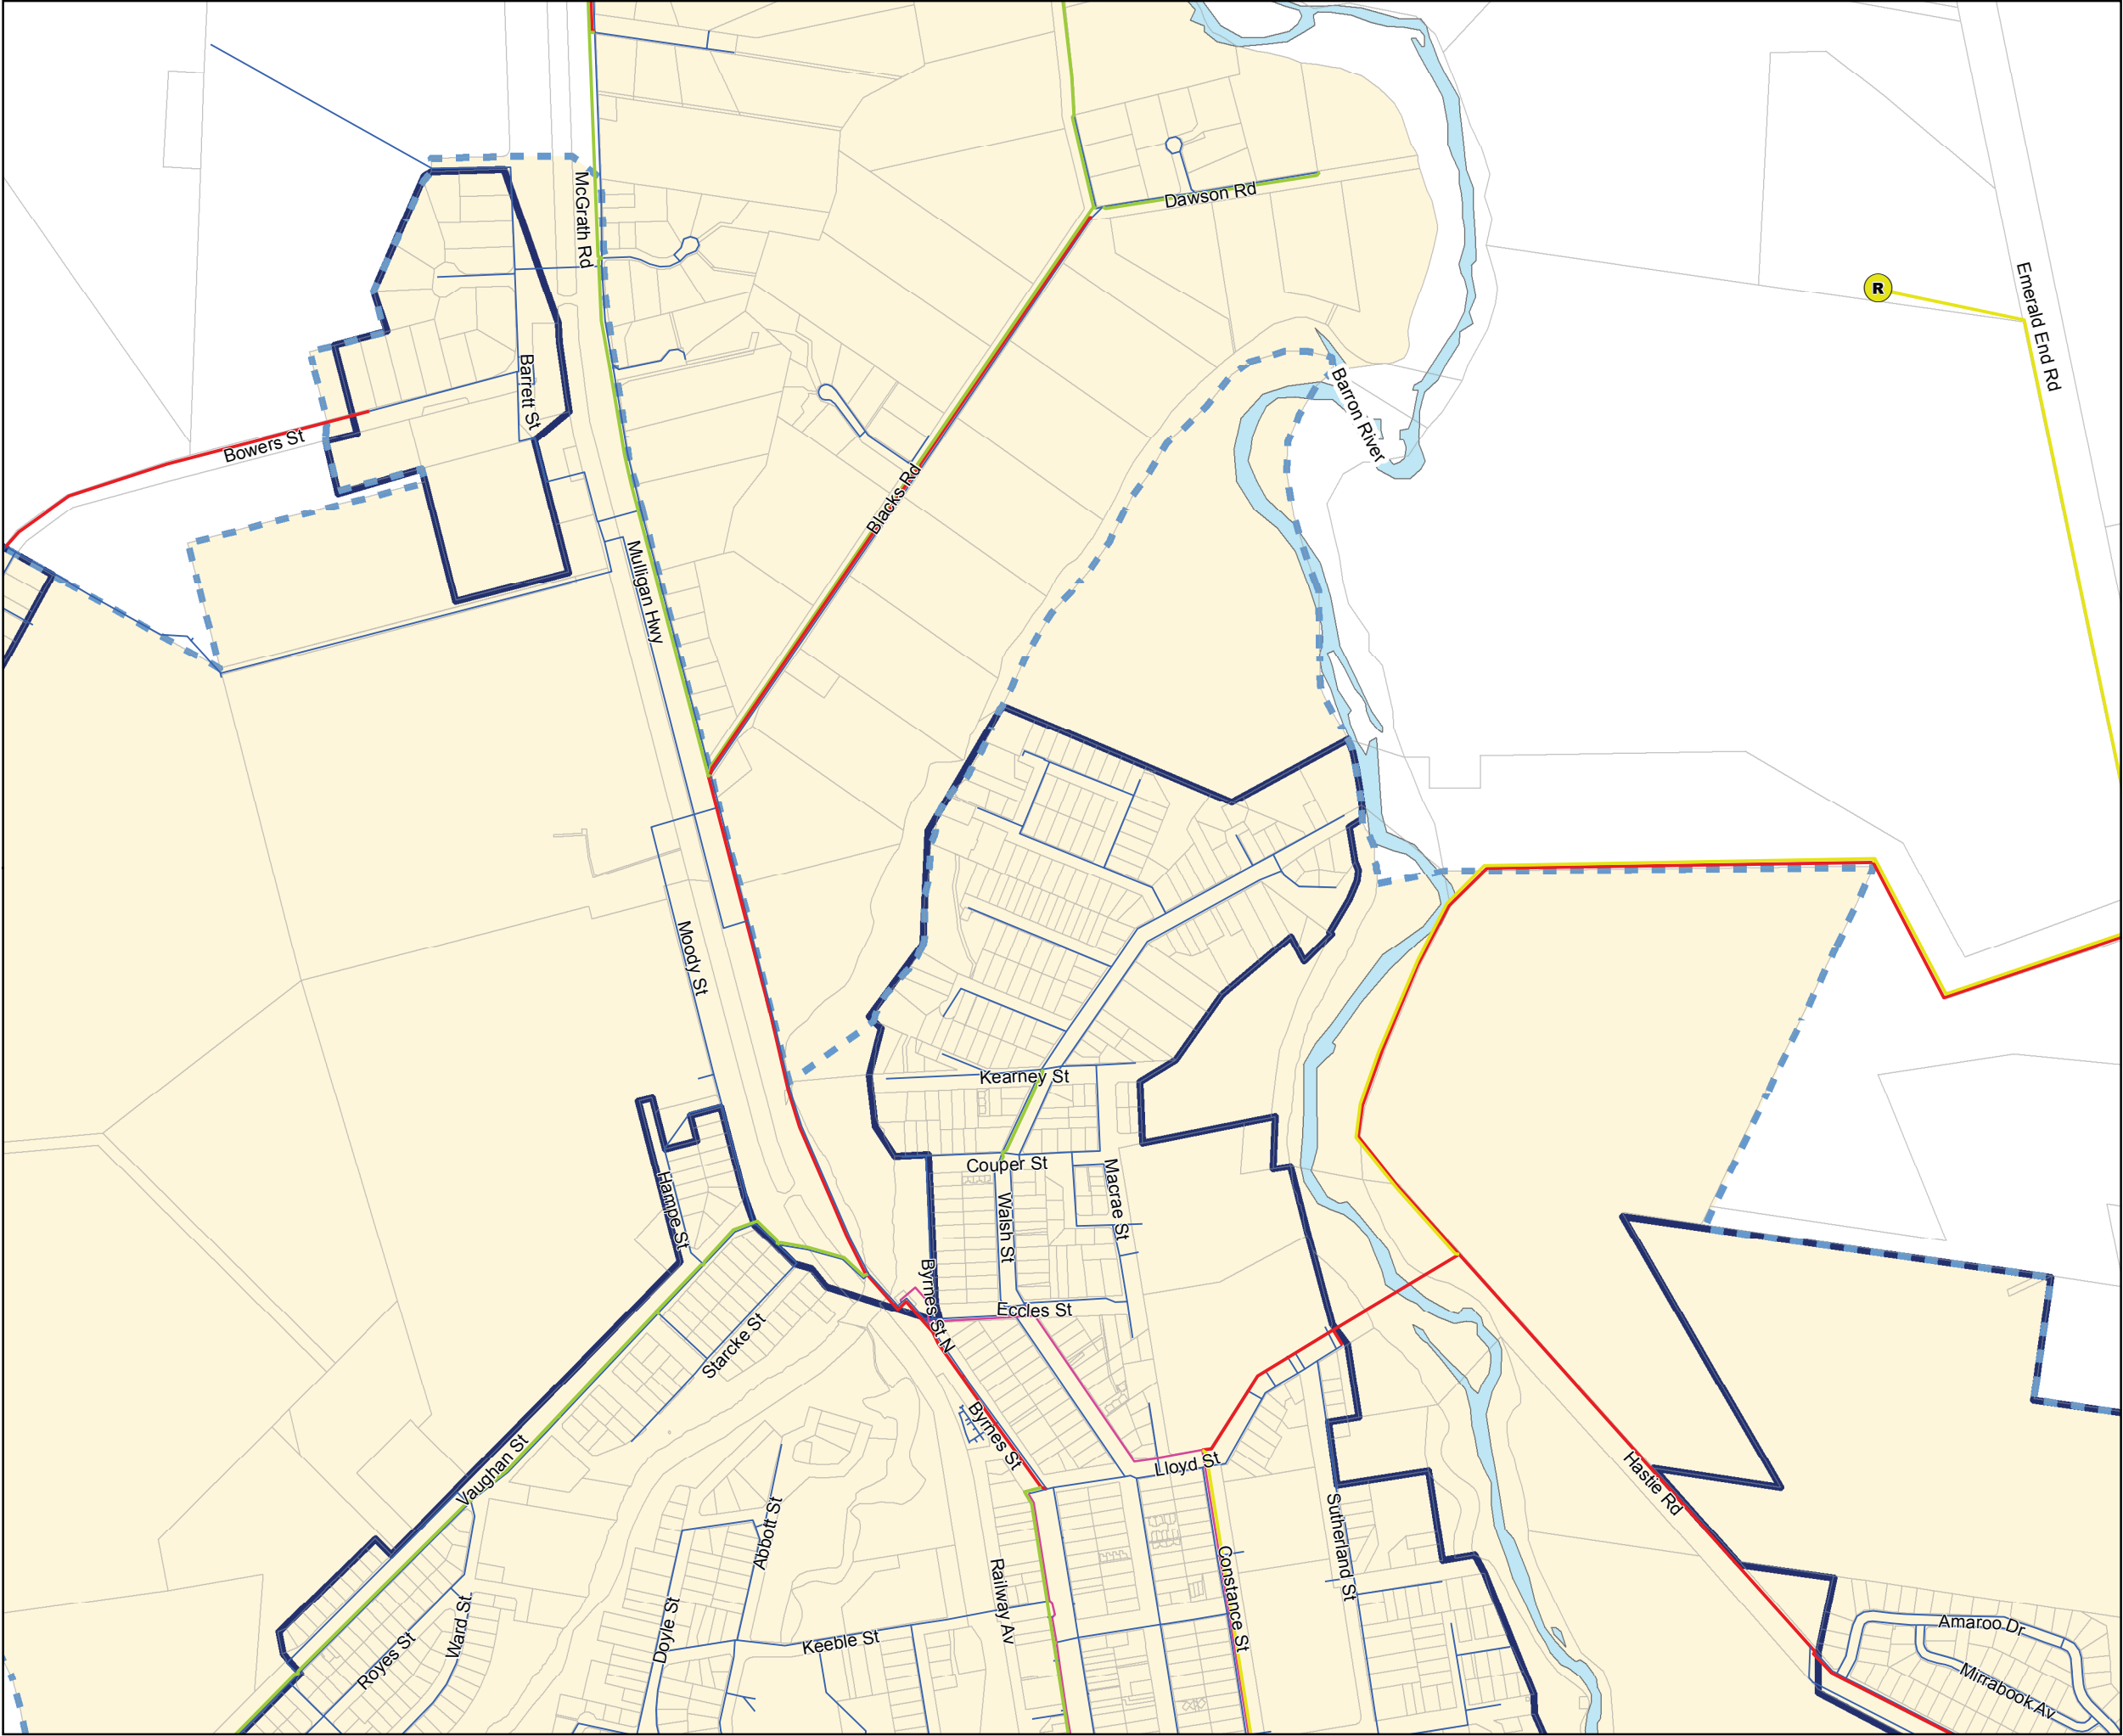 McGrath Rd
Dawson Rd
R
Emerald End Rd
Barrett St
Barron River
Bowers St
Blacks Rd
Mulligan Hwy
Moody St
Kearney St
Couper St
Macrae St
Hampe St
Walsh St
Byrnes St N
Eccles St
Starcke St
Byrnes St
Vaughan St
Lloyd St
Hastie Rd
Abbott St
Sutherland St
Constance St
Railway Av
Ward St
Doyle St
Royes St
Keeble St
Amaroo Dr
Mirrabook Av